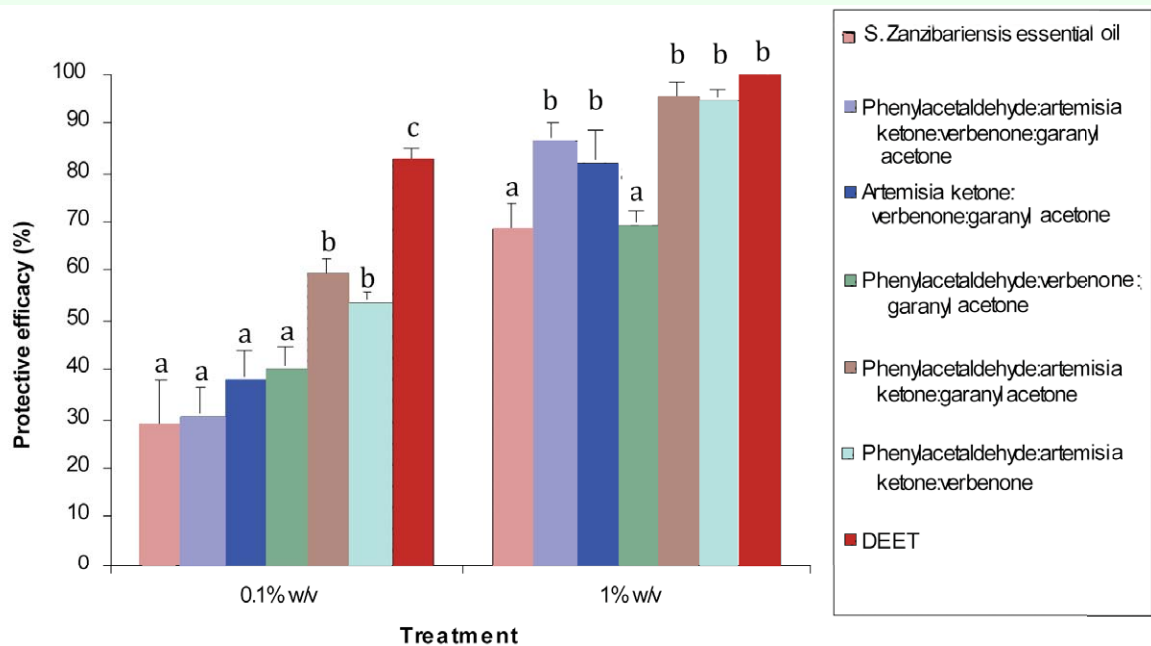 Protective efficacy (%)
100
90
80
70
60
50
40
30
20
10
0
a
a
a
a
b
b
c
a
b
b
a
b
b
b
0.1% w/v
1% w/v
Treatment
S. Zanzibariensis essential oil
Phenylacetaldehyde:artemisia
ketone:verbenone:garanyl
acetone
Artemisia ketone:
verbenone:garanyl acetone
Phenylacetaldehyde:verbenone:
garanyl acetone
Phenylacetaldehyde:artemisia
ketone:garanyl acetone
Phenylacetaldehyde:artemisia
ketone:verbenone
DEET